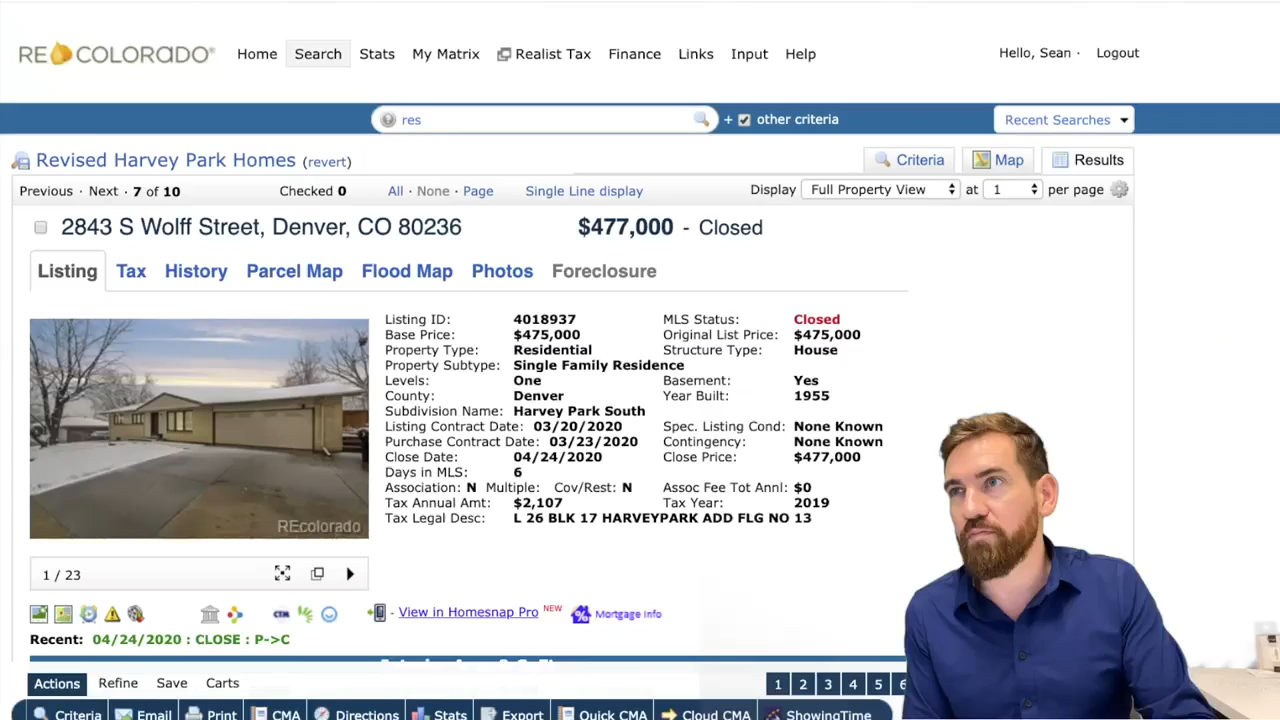 RECOLORADO® Home Search Stats My Matrix Realist Tax Finance Links Input Help Hello, Sean · Logout
res + other criteria Recent Searches
Revised Harvey Park Homes (revert) Criteria Map Results
Previous · Next · 7 of 10 Checked 0 All · None · Page Single Line display Display Full Property View at 1 per page
2843 S Wolff Street, Denver, CO 80236 $477,000 - Closed
Listing Tax History Parcel Map Flood Map Photos Foreclosure
Listing ID: 4018937 MLS Status: Closed
Base Price: $475,000 Original List Price: $475,000
Property Type: Residential Structure Type: House
Property Subtype: Single Family Residence
Levels: One Basement: Yes
County: Denver Year Built: 1955
Subdivision Name: Harvey Park South
Listing Contract Date: 03/20/2020 Spec. Listing Cond: None Known
Purchase Contract Date: 03/23/2020 Contingency: None Known
Close Date: 04/24/2020 Close Price: $477,000
Days in MLS: 6
Association: N Multiple: Cov/Rest: N Assoc Fee Tot Annl: $0
Tax Annual Amt: $2,107 Tax Year: 2019
Tax Legal Desc: L 26 BLK 17 HARVEYPARK ADD FLG NO 13
REcolorado
1 / 23
CTM - View in Homesnap Pro NEW Mortgage Info
Recent: 04/24/2020 : CLOSE : P->C
Actions Refine Save Carts 1 2 3 4 5 6
Criteria Email Print CMA Directions Stats Export Quick CMA Cloud CMA ShowingTime